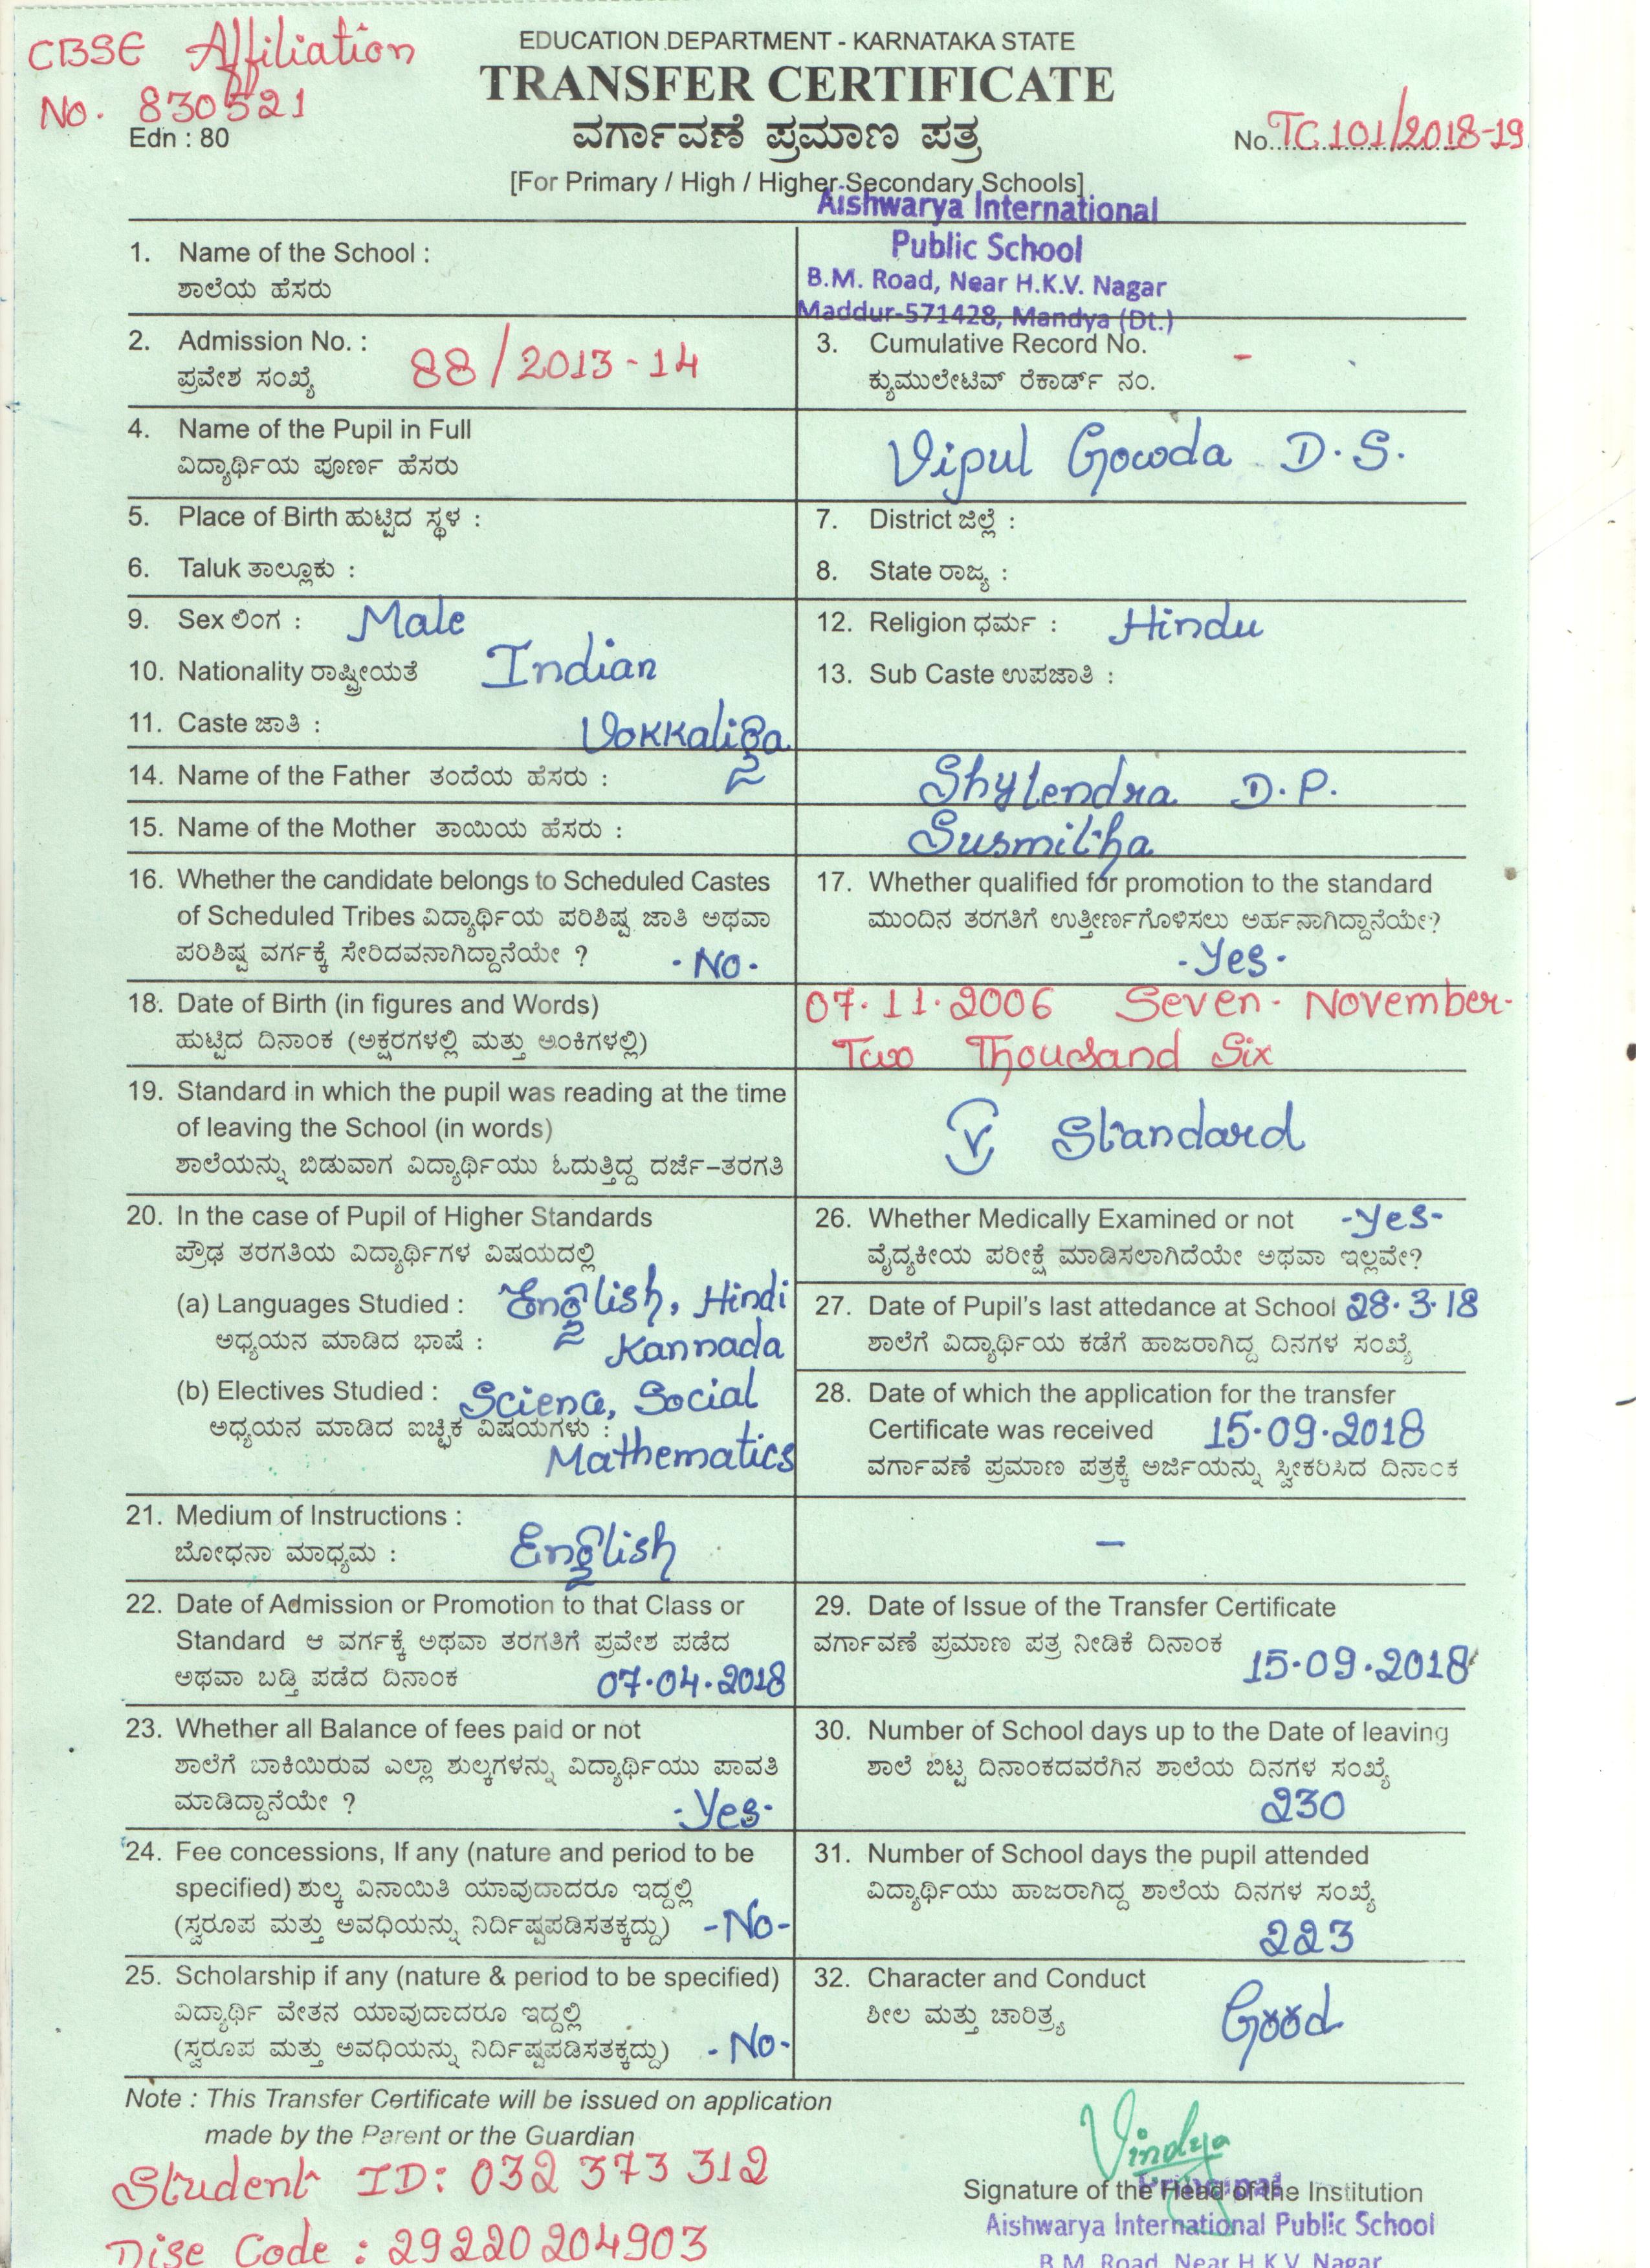 CBSE Affiliation
No. 830521
EDUCATION DEPARTMENT - KARNATAKA STATE
TRANSFER CERTIFICATE
Edn : 80
ವರ್ಗಾವಣೆ ಪ್ರಮಾಣ ಪತ್ರ
No. TC 101/2018-19
[For Primary / High / Higher Secondary Schools]
Aishwarya International
Public School
B.M. Road, Near H.K.V. Nagar
Maddur-571428, Mandya (Dt.)
1. Name of the School :
ಶಾಲೆಯ ಹೆಸರು
2. Admission No. : 88/2013-14
ಪ್ರವೇಶ ಸಂಖ್ಯೆ
3. Cumulative Record No. -
ಕ್ಯುಮುಲೇಟಿವ್ ರೆಕಾರ್ಡ್ ನಂ.
4. Name of the Pupil in Full Vipul Gowda D.S.
ವಿದ್ಯಾರ್ಥಿಯ ಪೂರ್ಣ ಹೆಸರು
5. Place of Birth ಹುಟ್ಟಿದ ಸ್ಥಳ :
7. District ಜಿಲ್ಲೆ :
6. Taluk ತಾಲ್ಲೂಕು :
8. State ರಾಜ್ಯ :
9. Sex ಲಿಂಗ : Male
12. Religion ಧರ್ಮ : Hindu
10. Nationality ರಾಷ್ಟ್ರೀಯತೆ Indian
13. Sub Caste ಉಪಜಾತಿ :
11. Caste ಜಾತಿ : Vokkaliga
14. Name of the Father ತಂದೆಯ ಹೆಸರು : Shylendra D.P.
15. Name of the Mother ತಾಯಿಯ ಹೆಸರು : Susmitha
16. Whether the candidate belongs to Scheduled Castes
of Scheduled Tribes ವಿದ್ಯಾರ್ಥಿಯ ಪರಿಶಿಷ್ಟ ಜಾತಿ ಅಥವಾ
ಪರಿಶಿಷ್ಟ ವರ್ಗಕ್ಕೆ ಸೇರಿದವನಾಗಿದ್ದಾನೆಯೇ ? -No-
17. Whether qualified for promotion to the standard
ಮುಂದಿನ ತರಗತಿಗೆ ಉತ್ತೀರ್ಣಗೊಳಿಸಲು ಅರ್ಹನಾಗಿದ್ದಾನೆಯೇ?
-Yes-
18. Date of Birth (in figures and Words) 07.11.2006 Seven-November-
ಹುಟ್ಟಿದ ದಿನಾಂಕ (ಅಕ್ಷರಗಳಲ್ಲಿ ಮತ್ತು ಅಂಕಿಗಳಲ್ಲಿ) Two Thousand Six
19. Standard in which the pupil was reading at the time
of leaving the School (in words) V Standard
ಶಾಲೆಯನ್ನು ಬಿಡುವಾಗ ವಿದ್ಯಾರ್ಥಿಯು ಓದುತ್ತಿದ್ದ ದರ್ಜೆ-ತರಗತಿ
20. In the case of Pupil of Higher Standards
ಪ್ರೌಢ ತರಗತಿಯ ವಿದ್ಯಾರ್ಥಿಗಳ ವಿಷಯದಲ್ಲಿ
(a) Languages Studied : English, Hindi
ಅಧ್ಯಯನ ಮಾಡಿದ ಭಾಷೆ : Kannada
(b) Electives Studied : Science, Social
ಅಧ್ಯಯನ ಮಾಡಿದ ಐಚ್ಛಿಕ ವಿಷಯಗಳು :
Mathematics
26. Whether Medically Examined or not -Yes-
ವೈದ್ಯಕೀಯ ಪರೀಕ್ಷೆ ಮಾಡಿಸಲಾಗಿದೆಯೇ ಅಥವಾ ಇಲ್ಲವೇ?
27. Date of Pupil's last attedance at School 28.3.18
ಶಾಲೆಗೆ ವಿದ್ಯಾರ್ಥಿಯ ಕಡೆಗೆ ಹಾಜರಾಗಿದ್ದ ದಿನಗಳ ಸಂಖ್ಯೆ
28. Date of which the application for the transfer
Certificate was received 15.09.2018
ವರ್ಗಾವಣೆ ಪ್ರಮಾಣ ಪತ್ರಕ್ಕೆ ಅರ್ಜಿಯನ್ನು ಸ್ವೀಕರಿಸಿದ ದಿನಾಂಕ
21. Medium of Instructions :
ಬೋಧನಾ ಮಾಧ್ಯಮ : English
-
22. Date of Admission or Promotion to that Class or
Standard ಆ ವರ್ಗಕ್ಕೆ ಅಥವಾ ತರಗತಿಗೆ ಪ್ರವೇಶ ಪಡೆದ
ಅಥವಾ ಬಡ್ತಿ ಪಡೆದ ದಿನಾಂಕ 07.04.2018
29. Date of Issue of the Transfer Certificate
ವರ್ಗಾವಣೆ ಪ್ರಮಾಣ ಪತ್ರ ನೀಡಿಕೆ ದಿನಾಂಕ
15.09.2018
23. Whether all Balance of fees paid or not
ಶಾಲೆಗೆ ಬಾಕಿಯಿರುವ ಎಲ್ಲಾ ಶುಲ್ಕಗಳನ್ನು ವಿದ್ಯಾರ್ಥಿಯು ಪಾವತಿ
ಮಾಡಿದ್ದಾನೆಯೇ ? -Yes-
30. Number of School days up to the Date of leaving
ಶಾಲೆ ಬಿಟ್ಟ ದಿನಾಂಕದವರೆಗಿನ ಶಾಲೆಯ ದಿನಗಳ ಸಂಖ್ಯೆ
230
24. Fee concessions, If any (nature and period to be
specified) ಶುಲ್ಕ ವಿನಾಯಿತಿ ಯಾವುದಾದರೂ ಇದ್ದಲ್ಲಿ
(ಸ್ವರೂಪ ಮತ್ತು ಅವಧಿಯನ್ನು ನಿರ್ದಿಷ್ಟಪಡಿಸತಕ್ಕದ್ದು) -No-
31. Number of School days the pupil attended
ವಿದ್ಯಾರ್ಥಿಯು ಹಾಜರಾಗಿದ್ದ ಶಾಲೆಯ ದಿನಗಳ ಸಂಖ್ಯೆ
223
25. Scholarship if any (nature & period to be specified)
ವಿದ್ಯಾರ್ಥಿ ವೇತನ ಯಾವುದಾದರೂ ಇದ್ದಲ್ಲಿ
(ಸ್ವರೂಪ ಮತ್ತು ಅವಧಿಯನ್ನು ನಿರ್ದಿಷ್ಟಪಡಿಸತಕ್ಕದ್ದು) -No-
32. Character and Conduct
ಶೀಲ ಮತ್ತು ಚಾರಿತ್ರ್ಯ Good
Note : This Transfer Certificate will be issued on application
made by the Parent or the Guardian
Student ID: 032 373 312
Dise Code : 29220204903
Vindya
Principal
Signature of the Head of the Institution
Aishwarya International Public School
B.M. Road, Near H.K.V. Nagar